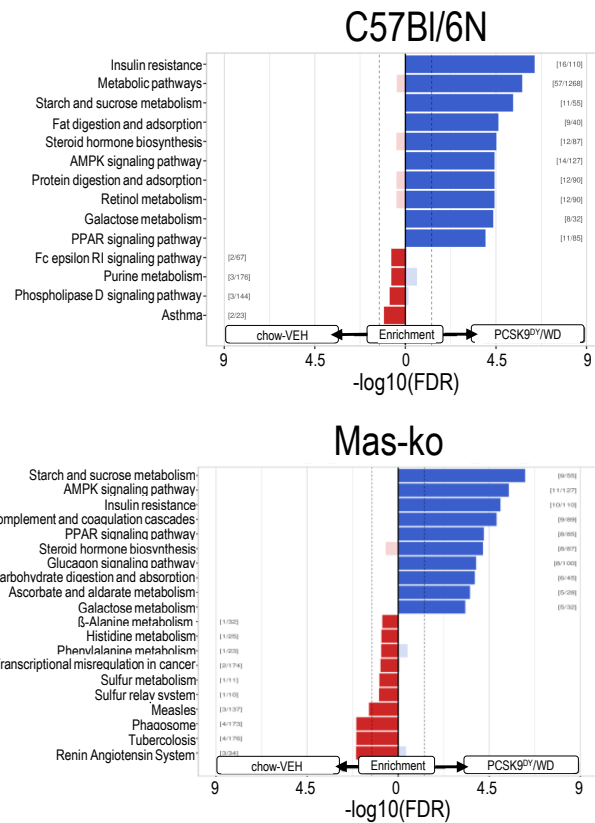 C57Bl/6N
Insulin resistance [16/110]
Metabolic pathways [57/1268]
Starch and sucrose metabolism [11/55]
Fat digestion and adsorption [9/40]
Steroid hormone biosynthesis [12/87]
AMPK signaling pathway [14/127]
Protein digestion and adsorption [12/90]
Retinol metabolism [12/90]
Galactose metabolism [8/32]
PPAR signaling pathway [11/85]
Fc epsilon RI signaling pathway [2/67]
Purine metabolism [3/176]
Phospholipase D signaling pathway [3/144]
Asthma [2/23]
chow-VEH Enrichment PCSK9DY/WD
9 4.5 0 4.5 9
-log10(FDR)
Mas-ko
Starch and sucrose metabolism [9/55]
AMPK signaling pathway [11/127]
Insulin resistance [10/110]
omplement and coagulation cascades [9/89]
PPAR signaling pathway [8/85]
Steroid hormone biosynthesis [8/87]
Glucagon signaling pathway [8/100]
arbohydrate digestion and absorption [6/45]
Ascorbate and aldarate metabolism [5/28]
Galactose metabolism [5/32]
ß-Alanine metabolism [1/32]
Histidine metabolism [1/25]
Phenylalanine metabolism [1/23]
ranscriptional misregulation in cancer [2/174]
Sulfur metabolism [1/11]
Sulfur relay system [1/10]
Measles [3/137]
Phagosome [4/173]
Tubercolosis [4/176]
Renin Angiotensin System [3/34]
chow-VEH Enrichment PCSK9DY/WD
9 4.5 0 4.5 9
-log10(FDR)